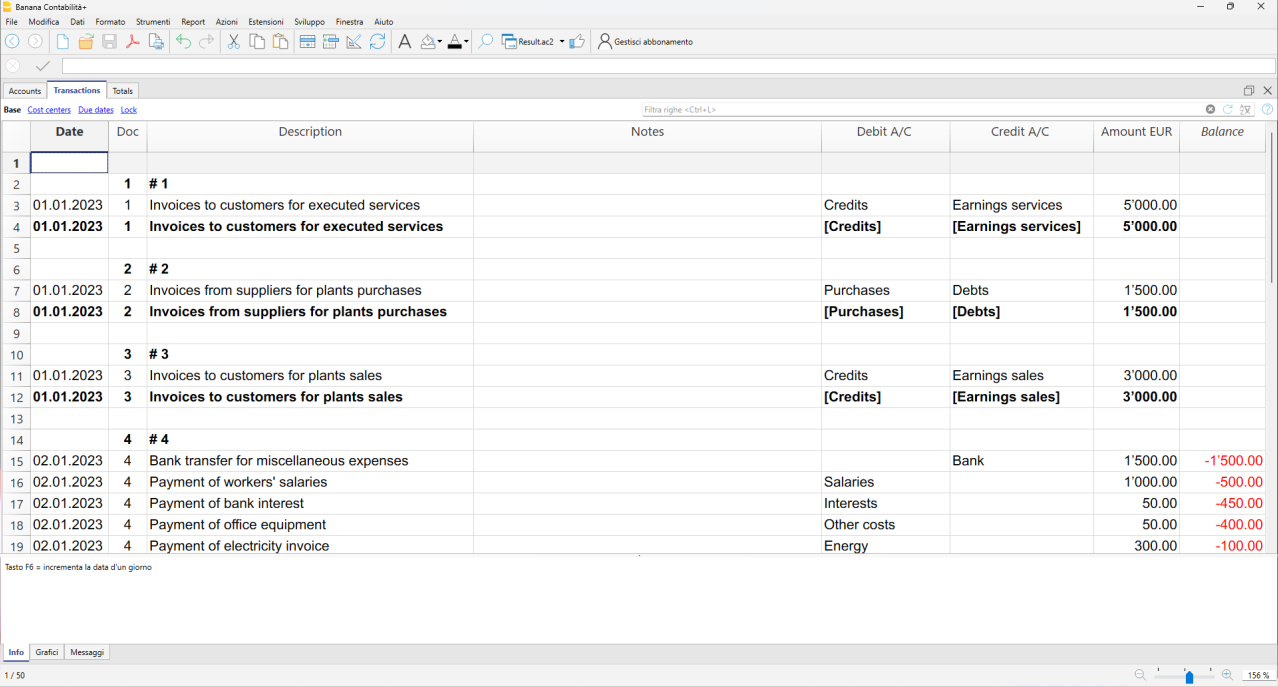 Banana Contabilità+
File Modifica Dati Formato Strumenti Report Azioni Estensioni Sviluppo Finestra Aiuto
Result.ac2 Gestisci abbonamento
Accounts Transactions Totals
Base Cost centers Due dates Lock Filtra righe <Ctrl+L>
Date Doc Description Notes Debit A/C Credit A/C Amount EUR Balance
1
2 1 # 1
3 01.01.2023 1 Invoices to customers for executed services Credits Earnings services 5'000.00
4 01.01.2023 1 Invoices to customers for executed services [Credits] [Earnings services] 5'000.00
5
6 2 # 2
7 01.01.2023 2 Invoices from suppliers for plants purchases Purchases Debts 1'500.00
8 01.01.2023 2 Invoices from suppliers for plants purchases [Purchases] [Debts] 1'500.00
9
10 3 # 3
11 01.01.2023 3 Invoices to customers for plants sales Credits Earnings sales 3'000.00
12 01.01.2023 3 Invoices to customers for plants sales [Credits] [Earnings sales] 3'000.00
13
14 4 # 4
15 02.01.2023 4 Bank transfer for miscellaneous expenses Bank 1'500.00 -1'500.00
16 02.01.2023 4 Payment of workers' salaries Salaries 1'000.00 -500.00
17 02.01.2023 4 Payment of bank interest Interests 50.00 -450.00
18 02.01.2023 4 Payment of office equipment Other costs 50.00 -400.00
19 02.01.2023 4 Payment of electricity invoice Energy 300.00 -100.00
Tasto F6 = incrementa la data d'un giorno
Info Grafici Messaggi
1 / 50 156 %